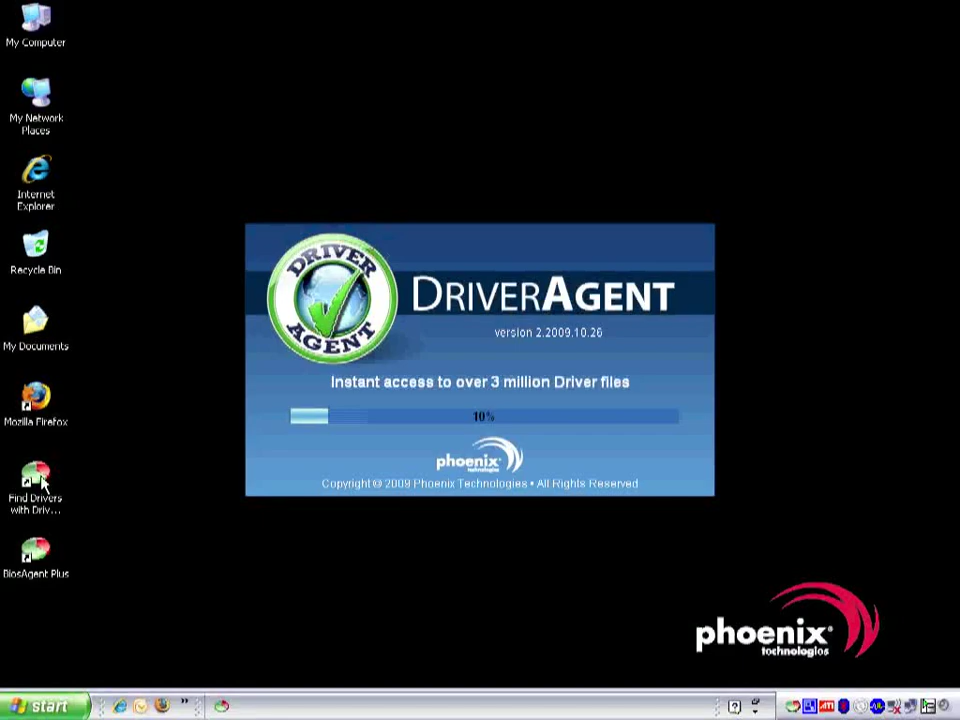 My Computer
My Network
Places
Internet
Explorer
Recycle Bin
My Documents
Mozilla Firefox
Find Drivers
with Driv...
BiosAgent Plus
DRIVER
AGENT
DRIVERAGENT
version 2.2009.10.26
Instant access to over 3 million Driver files
10%
phoenix
technologies
Copyright © 2009 Phoenix Technologies • All Rights Reserved
phoenix®
technologies
start